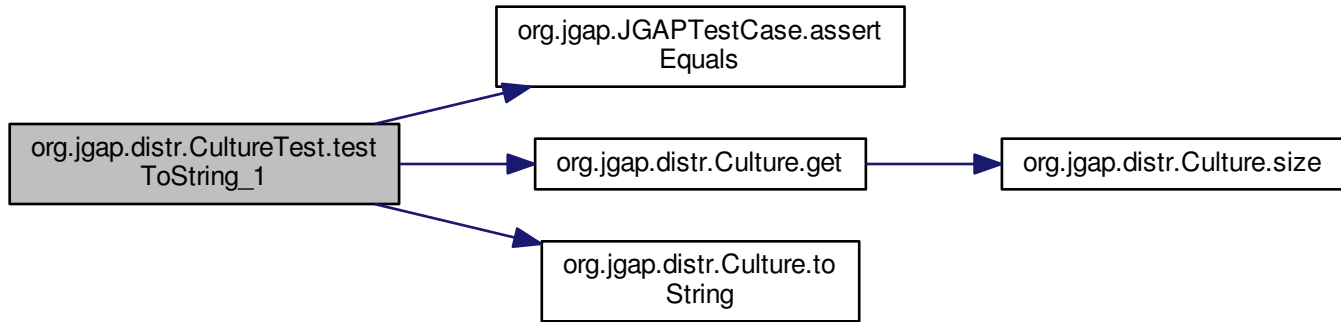 org.jgap.JGAPTestCase.assert
Equals
org.jgap.distr.CultureTest.test
ToString_1
org.jgap.distr.Culture.get
org.jgap.distr.Culture.size
org.jgap.distr.Culture.to
String